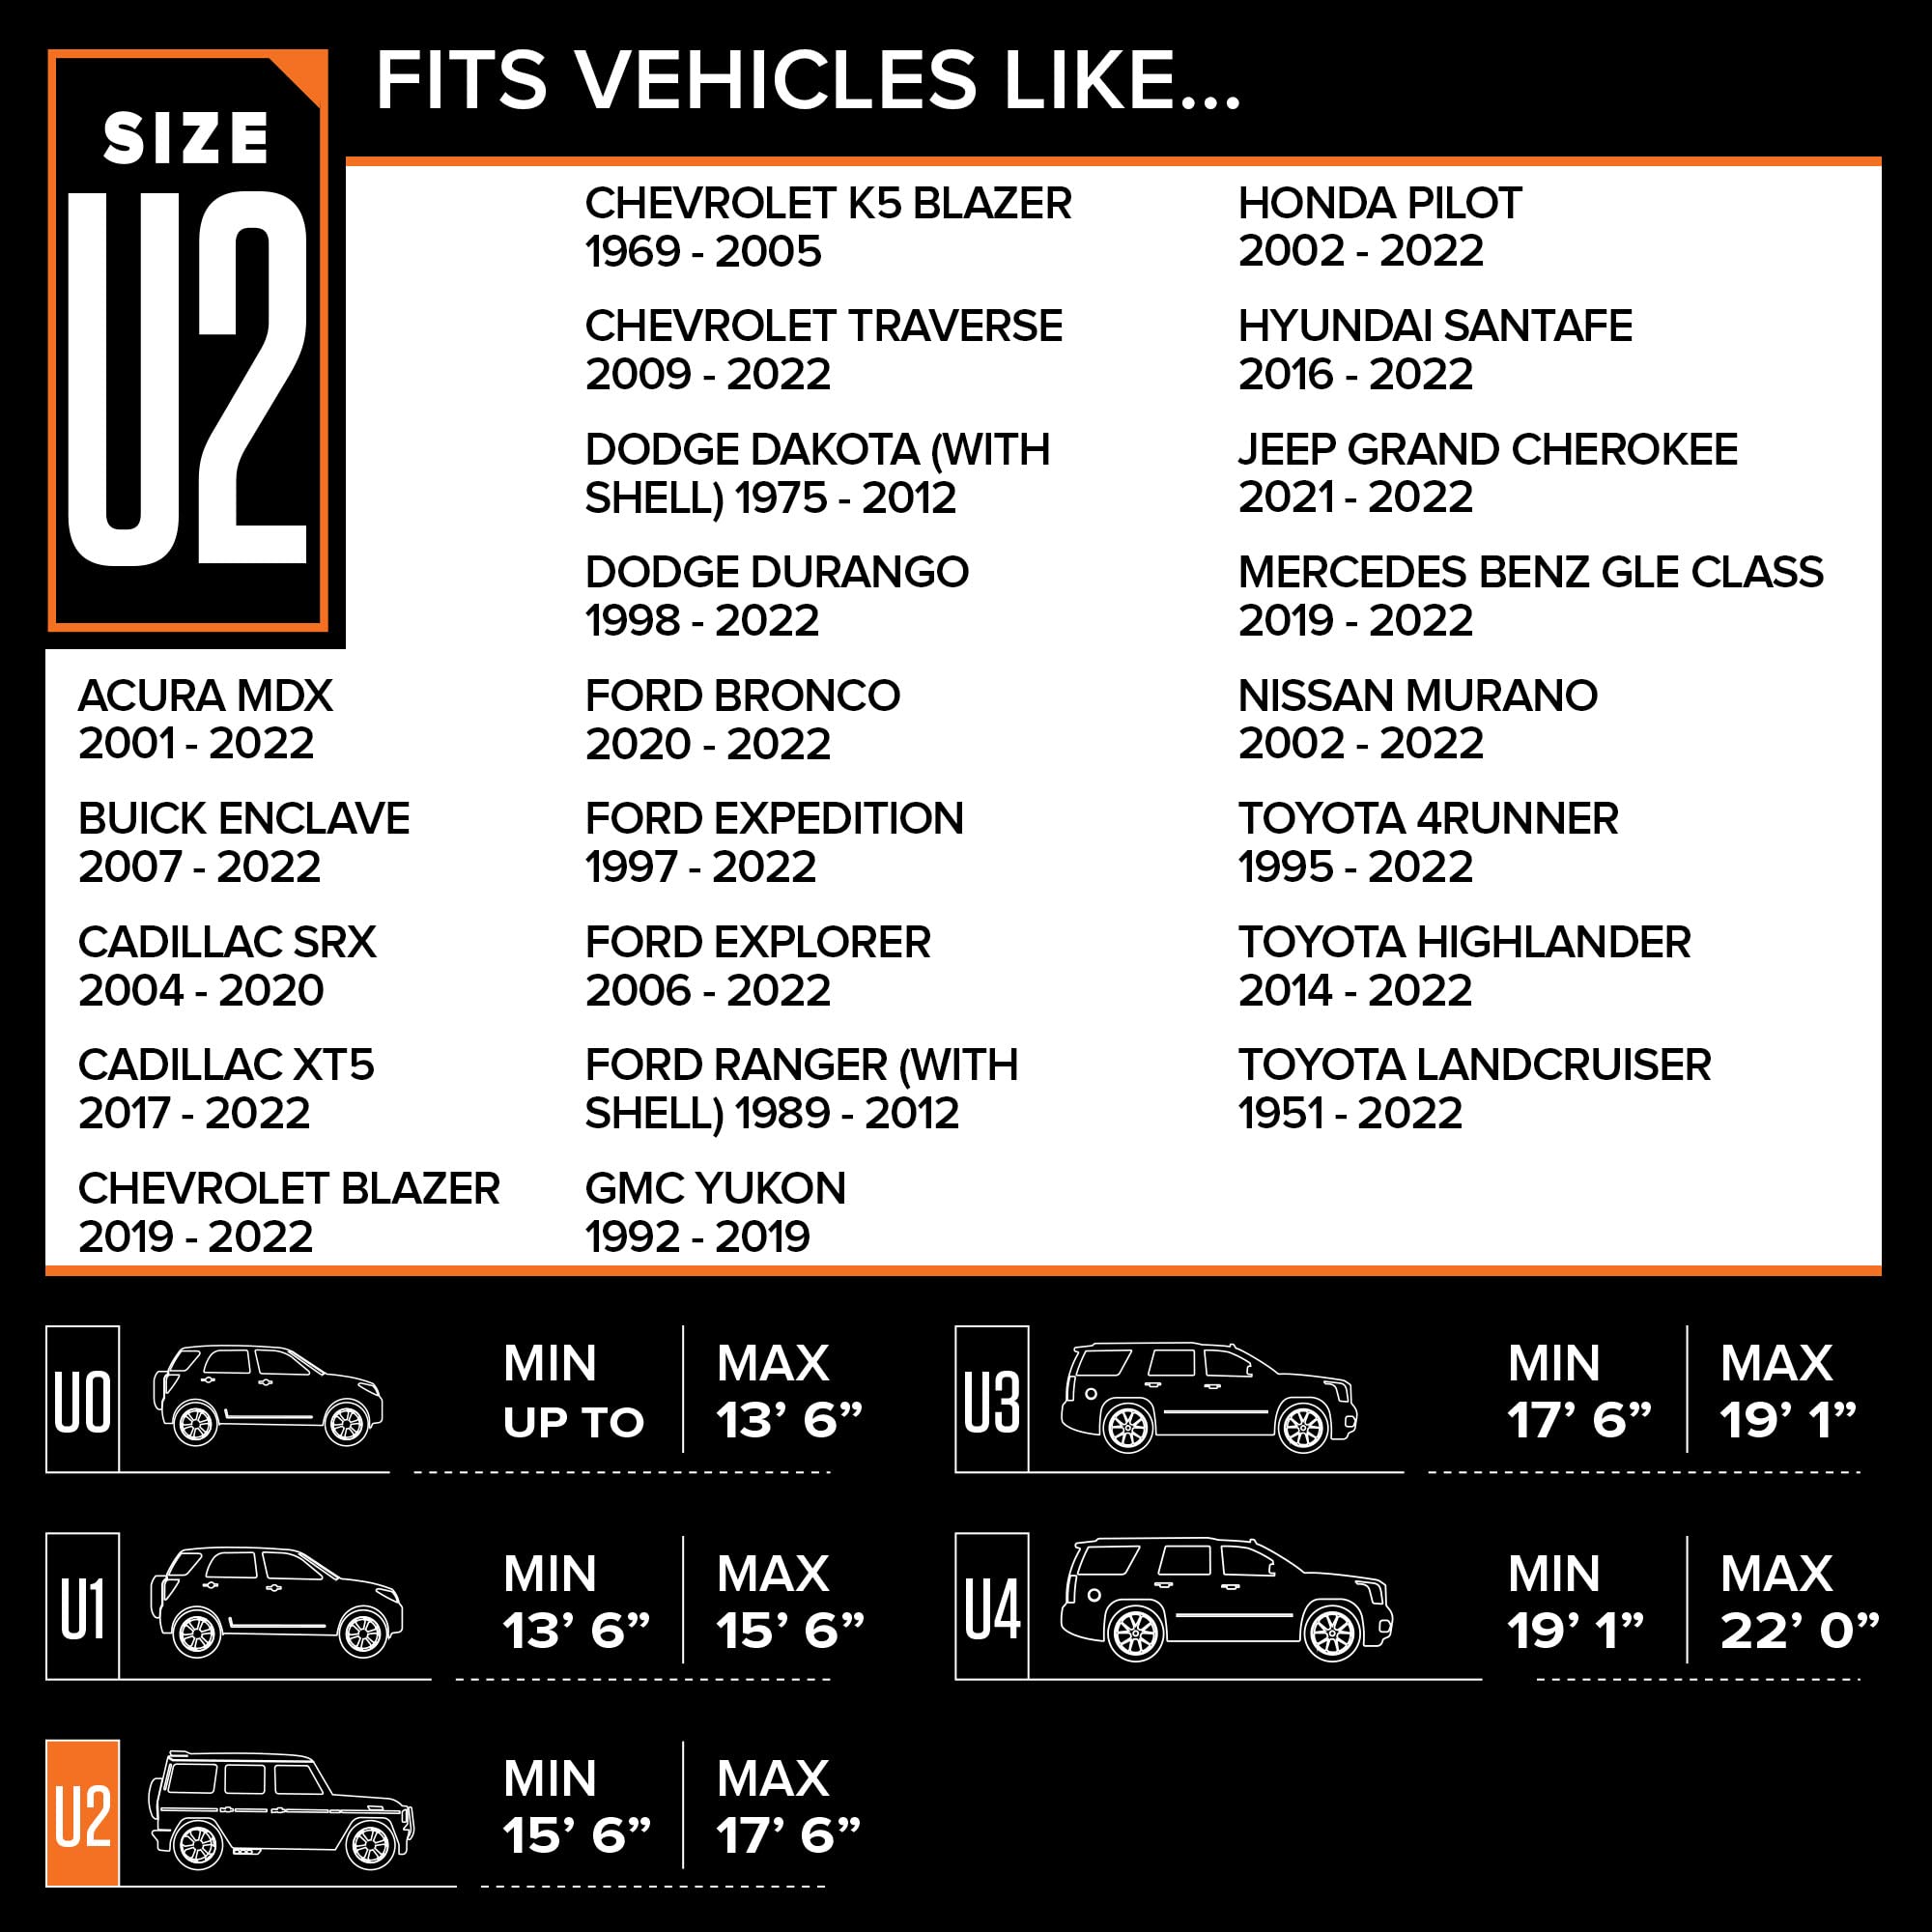 SIZE
U2
FITS VEHICLES LIKE...
ACURA MDX
2001 - 2022
BUICK ENCLAVE
2007 - 2022
CADILLAC SRX
2004 - 2020
CADILLAC XT5
2017 - 2022
CHEVROLET BLAZER
2019 - 2022
CHEVROLET K5 BLAZER
1969 - 2005
CHEVROLET TRAVERSE
2009 - 2022
DODGE DAKOTA (WITH
SHELL) 1975 - 2012
DODGE DURANGO
1998 - 2022
FORD BRONCO
2020 - 2022
FORD EXPEDITION
1997 - 2022
FORD EXPLORER
2006 - 2022
FORD RANGER (WITH
SHELL) 1989 - 2012
GMC YUKON
1992 - 2019
HONDA PILOT
2002 - 2022
HYUNDAI SANTAFE
2016 - 2022
JEEP GRAND CHEROKEE
2021 - 2022
MERCEDES BENZ GLE CLASS
2019 - 2022
NISSAN MURANO
2002 - 2022
TOYOTA 4RUNNER
1995 - 2022
TOYOTA HIGHLANDER
2014 - 2022
TOYOTA LANDCRUISER
1951 - 2022
U0
MIN
UP TO
MAX
13’ 6”
U1
MIN
13’ 6”
MAX
15’ 6”
U2
MIN
15’ 6”
MAX
17’ 6”
U3
MIN
17’ 6”
MAX
19’ 1”
U4
MIN
19’ 1”
MAX
22’ 0”